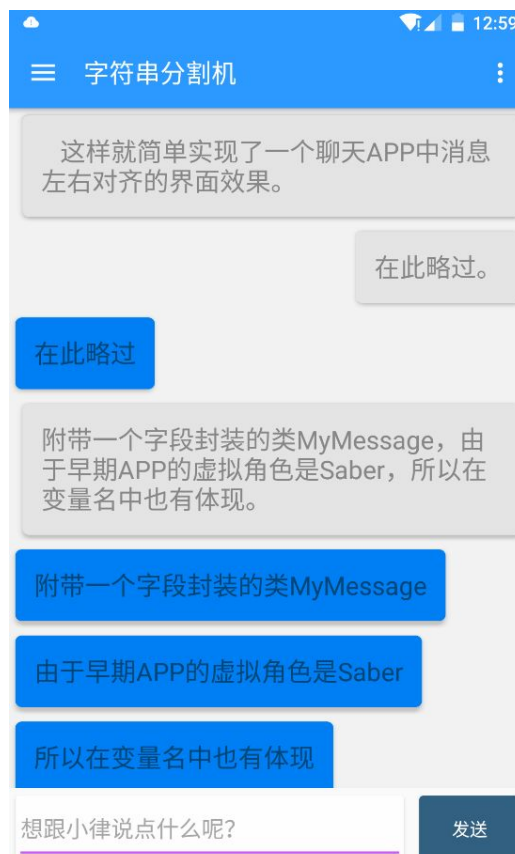 12:59
字符串分割机
这样就简单实现了一个聊天APP中消息
左右对齐的界面效果。
在此略过。
在此略过
附带一个字段封装的类MyMessage，由
于早期APP的虚拟角色是Saber，所以在
变量名中也有体现。
附带一个字段封装的类MyMessage
由于早期APP的虚拟角色是Saber
所以在变量名中也有体现
想跟小律说点什么呢？
发送